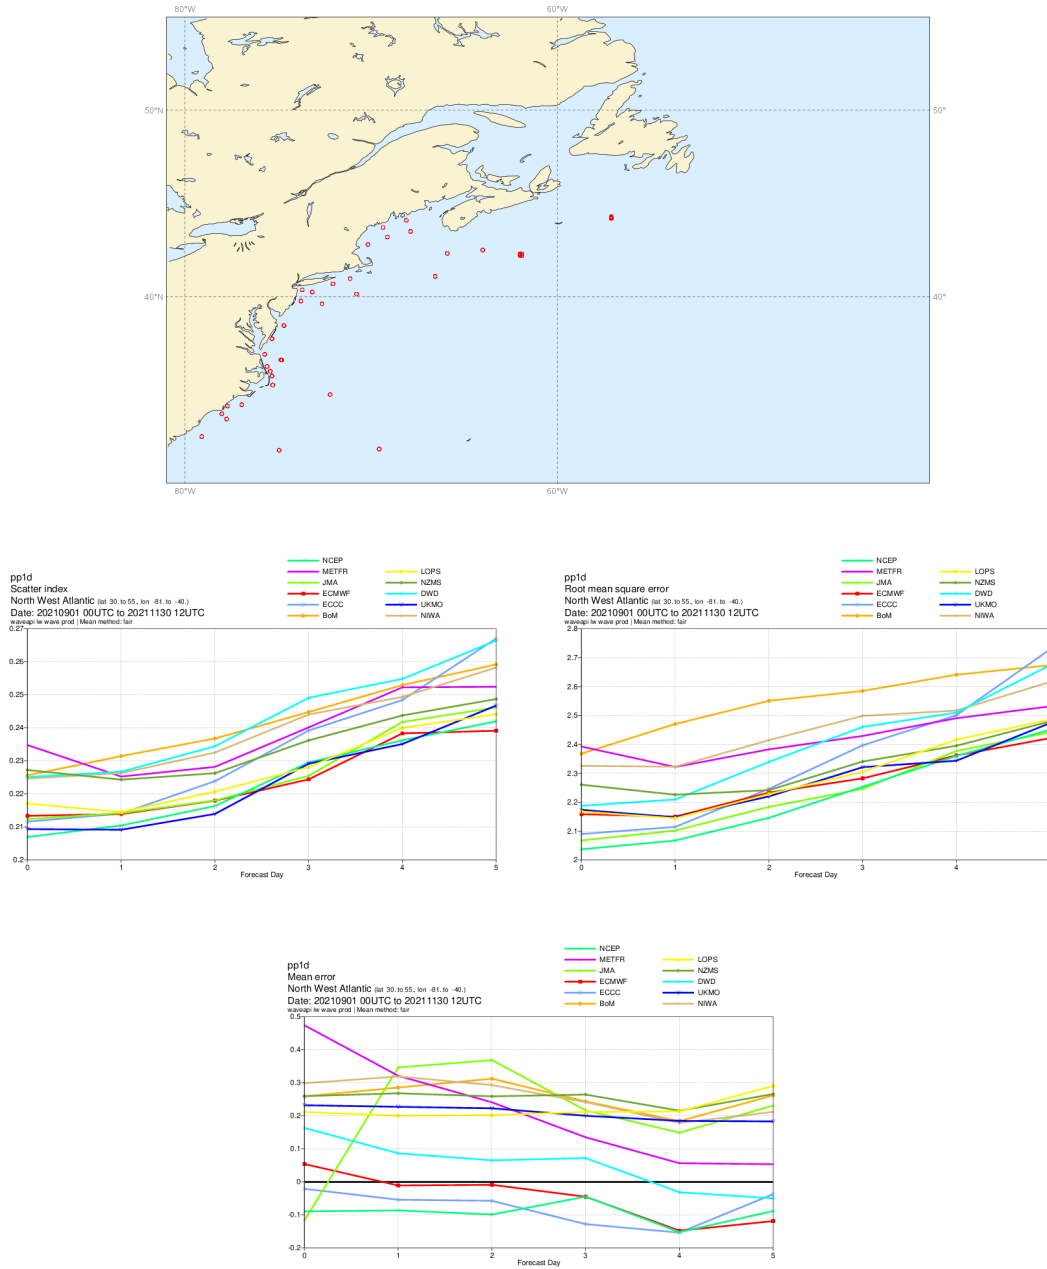 80°W 60°W
50°N 50°
40°N 40°
80°W 60°W
pp1d
Scatter index
North West Atlantic (lat 30. to 55., lon -81. to -40.)
Date: 20210901 00UTC to 20211130 12UTC
waveapi lw wave prod | Mean method: fair
NCEP
METFR LOPS
JMA NZMS
ECMWF DWD
ECCC UKMO
BoM NIWA
0.27
0.26
0.25
0.24
0.23
0.22
0.21
0.2
0 1 2 3 4 5
Forecast Day
pp1d
Root mean square error
North West Atlantic (lat 30. to 55., lon -81. to -40.)
Date: 20210901 00UTC to 20211130 12UTC
waveapi lw wave prod | Mean method: fair
NCEP
METFR LOPS
JMA NZMS
ECMWF DWD
ECCC UKMO
BoM NIWA
2.8
2.7
2.6
2.5
2.4
2.3
2.2
2.1
2
0 1 2 3 4
Forecast Day
pp1d
Mean error
North West Atlantic (lat 30. to 55., lon -81. to -40.)
Date: 20210901 00UTC to 20211130 12UTC
waveapi lw wave prod | Mean method: fair
NCEP
METFR LOPS
JMA NZMS
ECMWF DWD
ECCC UKMO
BoM NIWA
0.5
0.4
0.3
0.2
0.1
0
-0.1
-0.2
0 1 2 3 4 5
Forecast Day